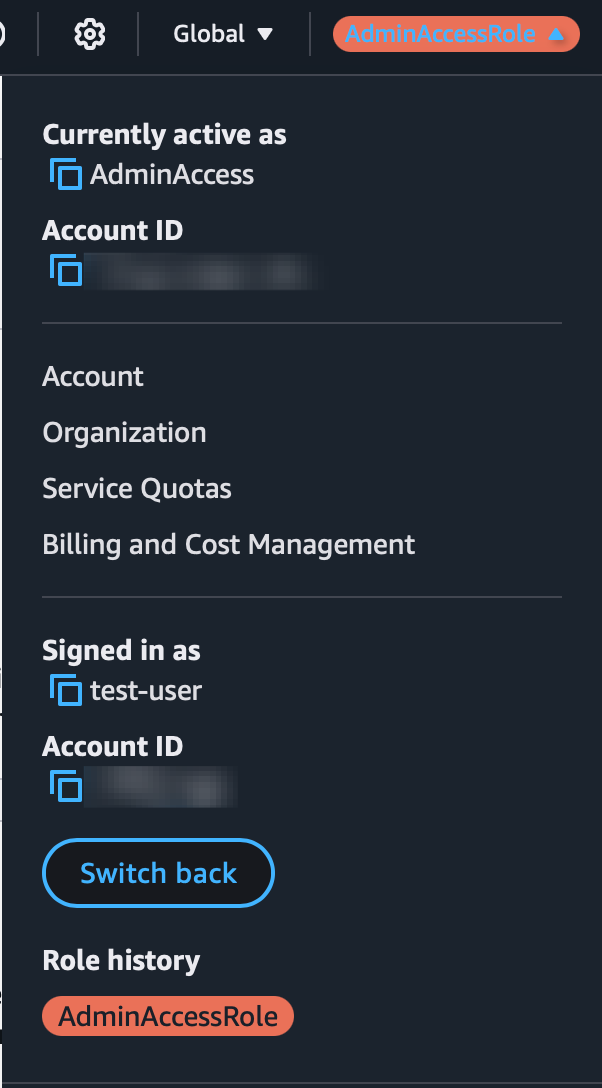 Global
AdminAccessRole
Currently active as
AdminAccess
Account ID
Account
Organization
Service Quotas
Billing and Cost Management
Signed in as
test-user
Account ID
Switch back
Role history
AdminAccessRole